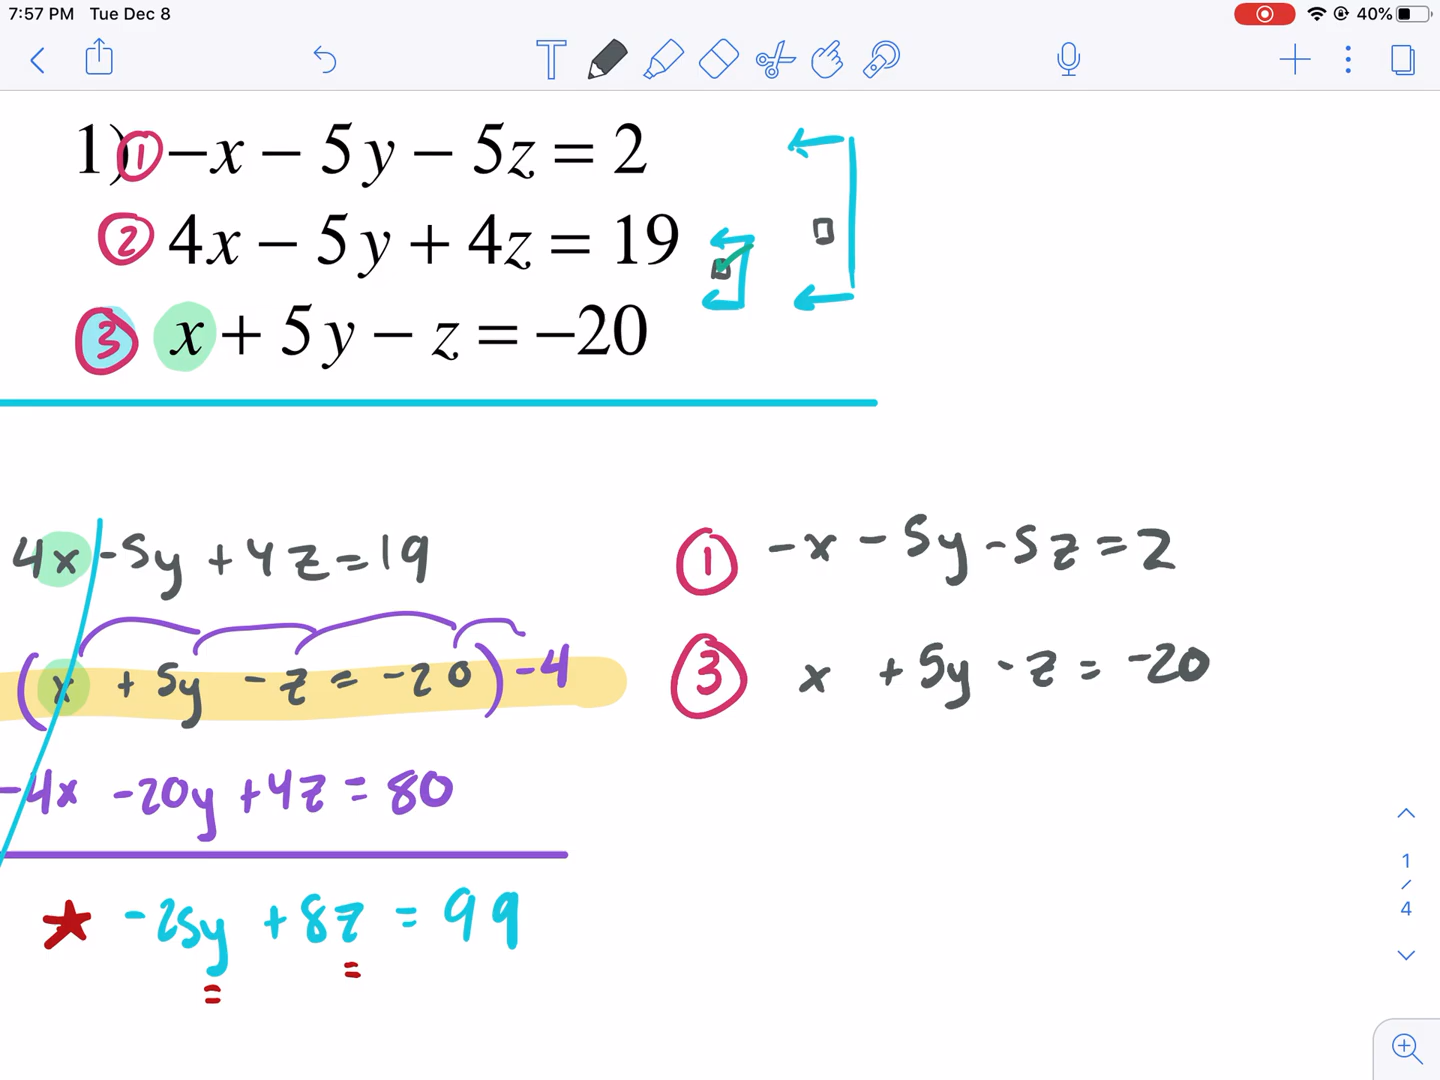 7:57 PM Tue Dec 8
40%
1) ① −x − 5y − 5z = 2
② 4x − 5y + 4z = 19
③ x + 5y − z = −20
4x -5y + 4z = 19
(x + 5y - z = -20) -4
-4x -20y +4z = 80
★ -25y +8z = 99
① -x - 5y - 5z = 2
③ x + 5y - z = -20
1
/
4